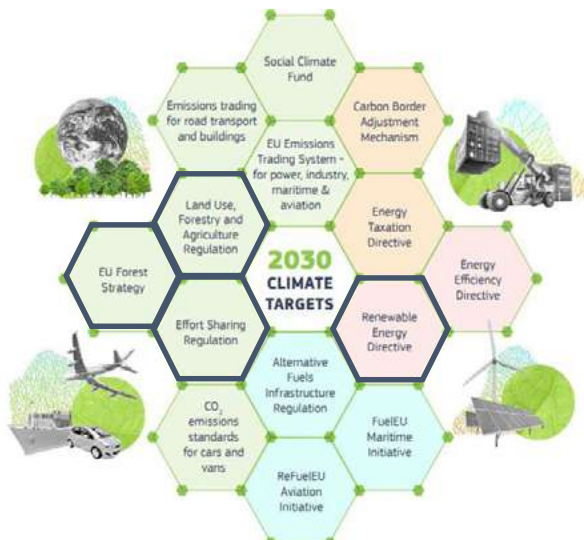 Social Climate
Fund
Emissions trading
for road transport
and buildings
Carbon Border
Adjustment
Mechanism
EU Emissions
Trading System -
for power, industry,
maritime &
aviation
Land Use,
Forestry and
Agriculture
Regulation
Energy
Taxation
Directive
EU Forest
Strategy
2030
CLIMATE
TARGETS
Energy
Efficiency
Directive
Effort Sharing
Regulation
Renewable
Energy
Directive
Alternative
Fuels
Infrastructure
Regulation
CO₂
emissions
standards
for cars and
vans
FuelEU
Maritime
Initiative
ReFuelEU
Aviation
Initiative